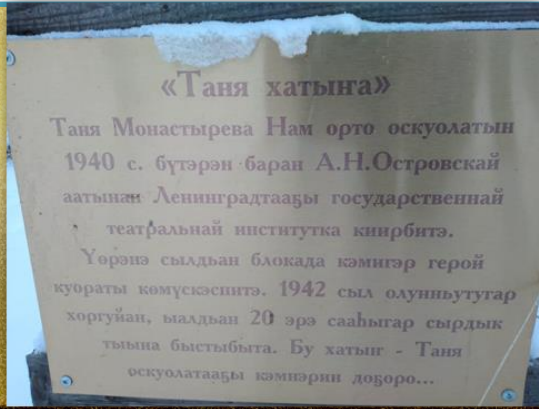 «Таня хатыҥа»
Таня Монастырева Нам орто оскуолатын
1940 с. бүтэрэн баран А.Н.Островскай
аатынан Ленинградтааҕы государственнай
театральнай институтка киирбитэ.
Үөрэнэ сылдьан блокада кэмигэр герой
куораты көмүскэспитэ. 1942 сыл олунньутугар
хоргуйан, ыалдьан 20 эрэ сааһыгар сырдык
тыына быстыбыта. Бу хатыҥ - Таня
оскуолатааҕы кэмнэрин доҕоро...